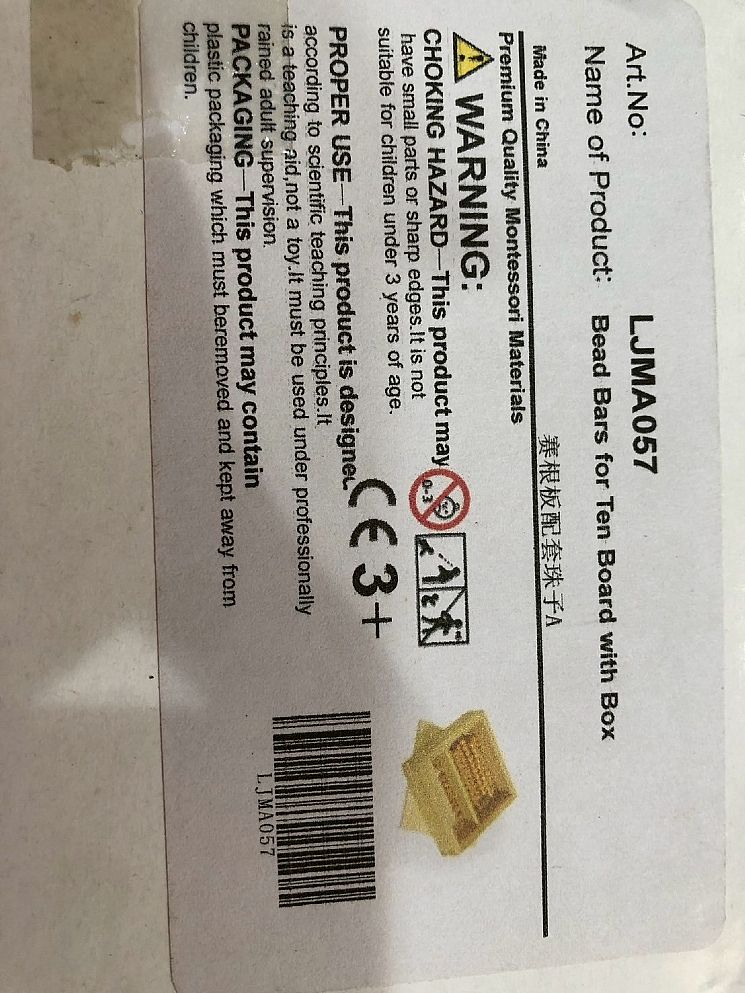 Art.No: LJMA057
Name of Product: Bead Bars for Ten Board with Box
赛根板配套珠子A
Made in China
Premium Quality Montessori Materials
WARNING:
CHOKING HAZARD—This product may
have small parts or sharp edges.It is not
suitable for children under 3 years of age.
0-3
PROPER USE—This product is designed
according to scientific teaching principles.It
is a teaching aid,not a toy.It must be used under professionally
rained adult supervision.
PACKAGING—This product may contain
plastic packaging which must beremoved and kept away from
children.
CE 3+
LJMA057